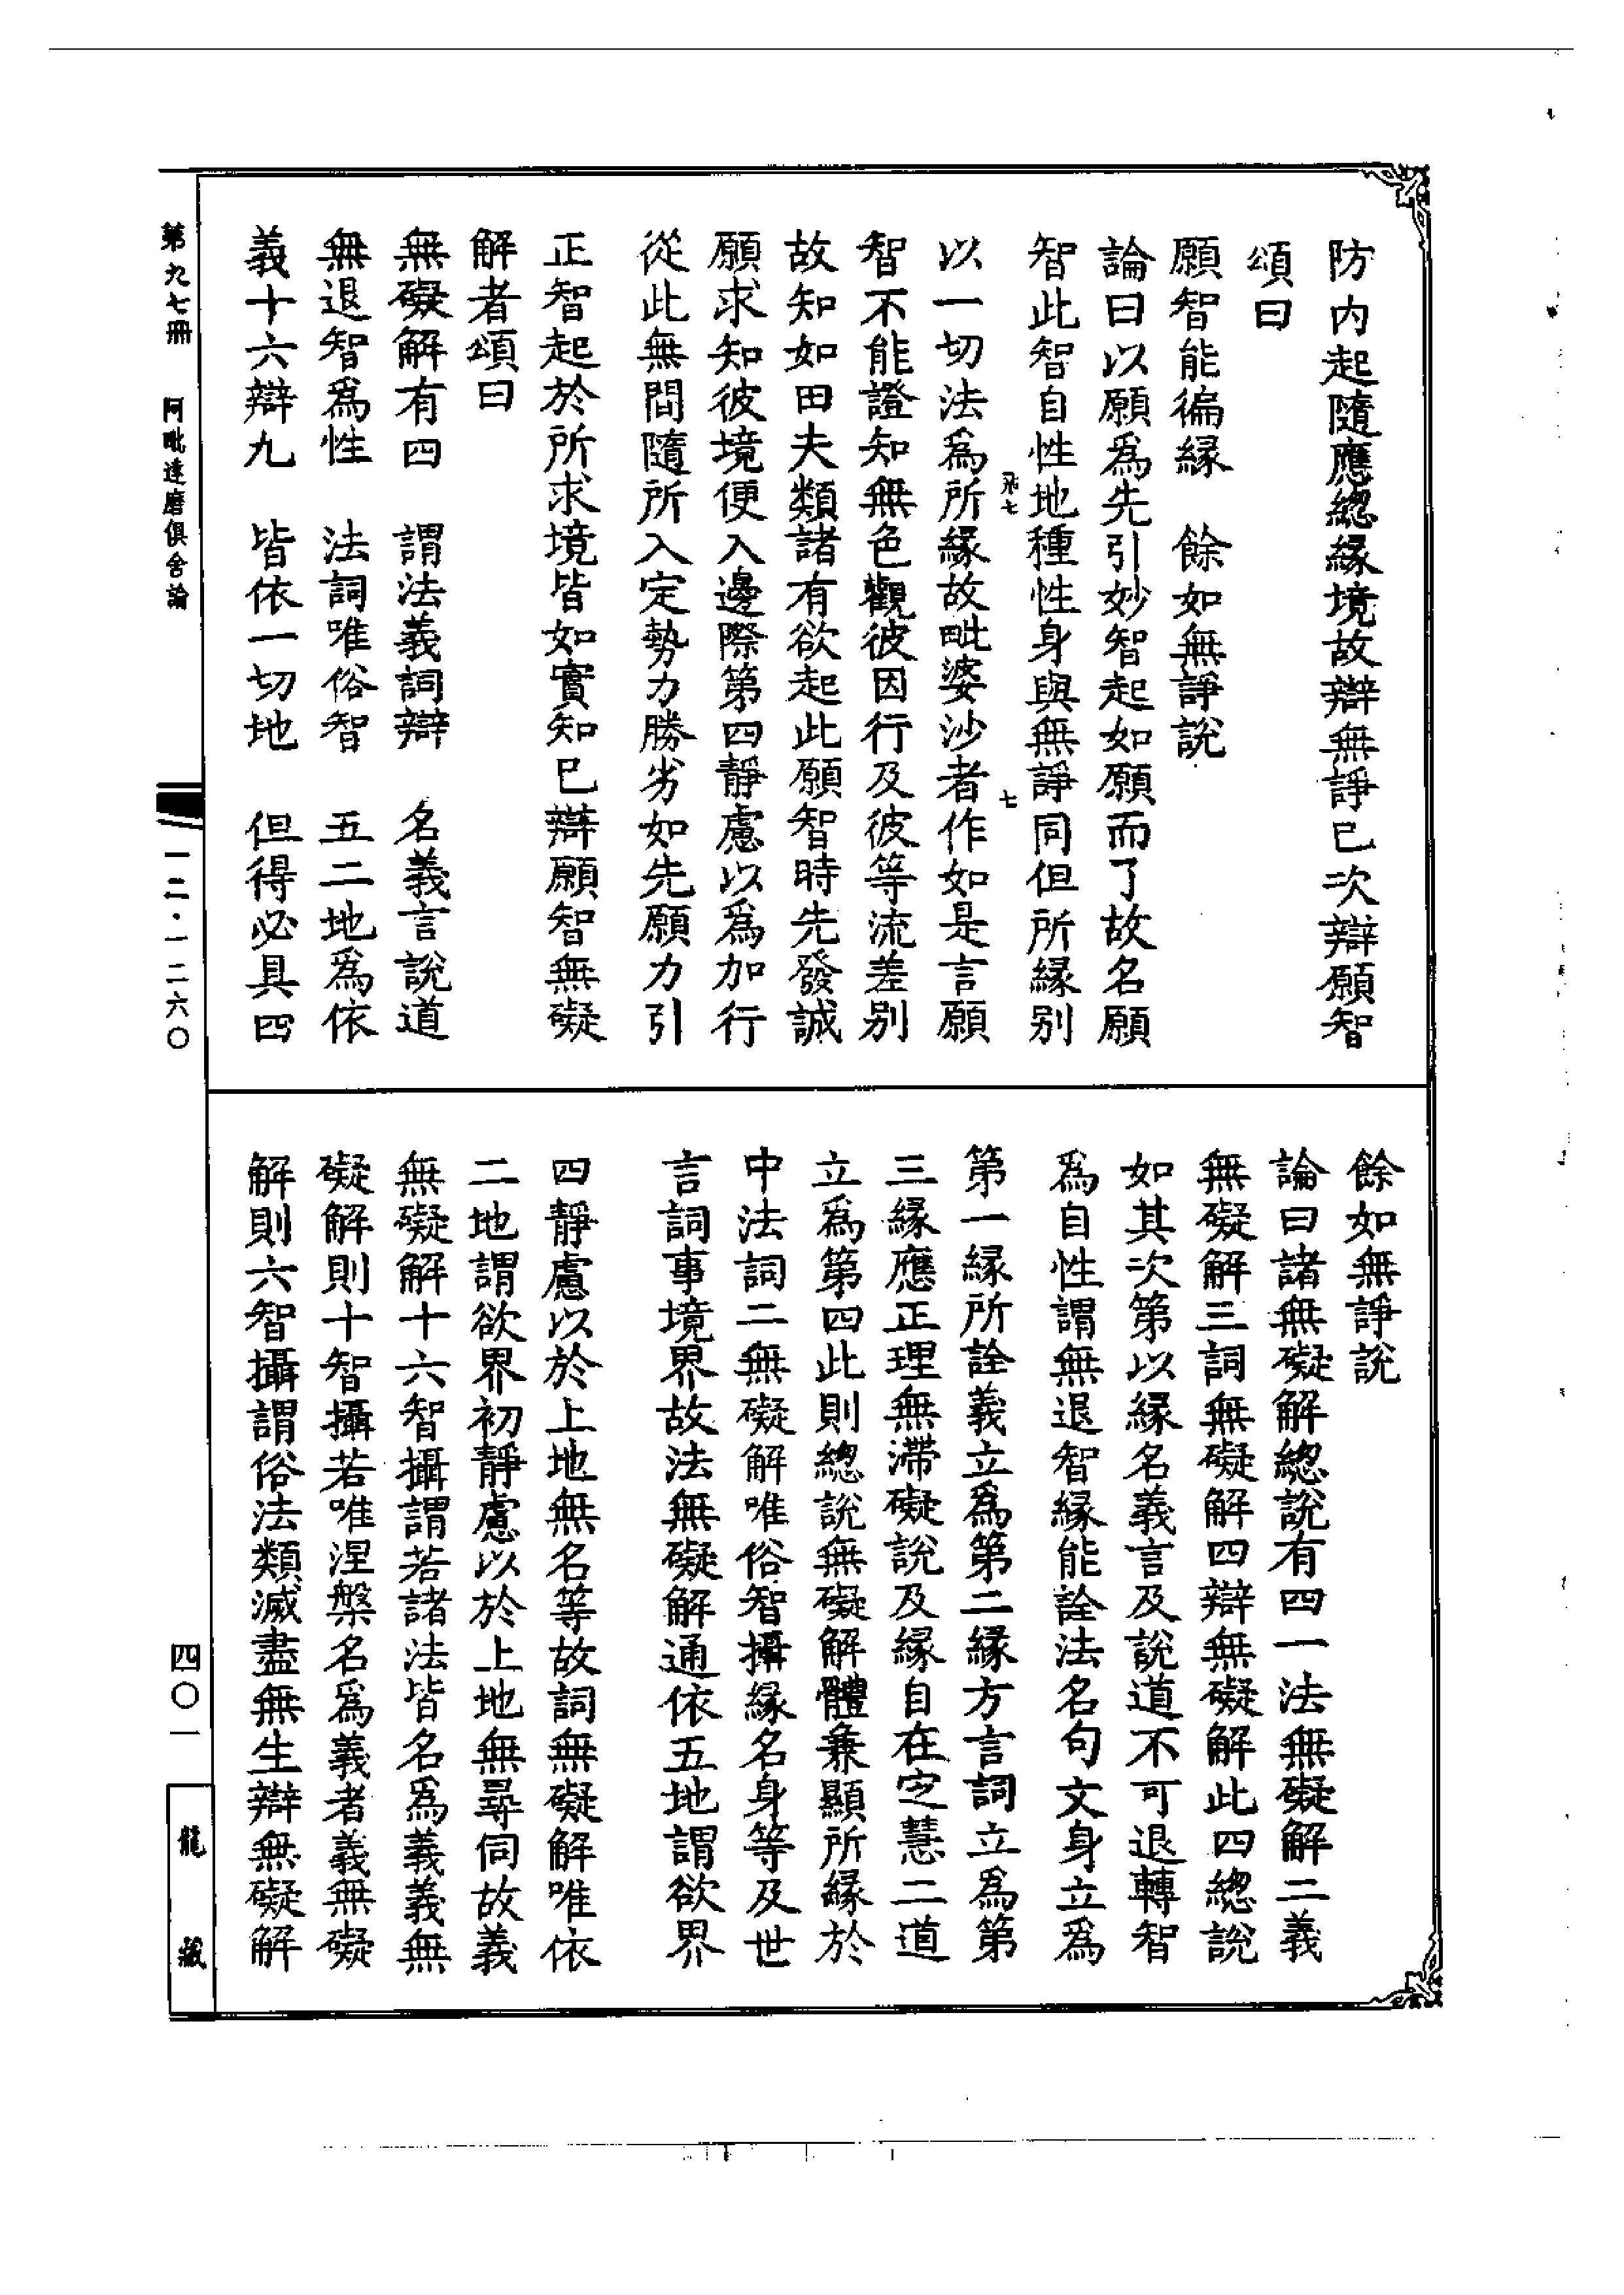 防内起隨應總緣境故辯無諍已次辯願智
頌曰
願智能徧緣　餘如無諍說
論曰以願爲先引妙智起如願而了故名願
智此智自性地種性身與無諍同但所緣別
七
以一切法爲所緣故毗婆沙者作如是言願
智不能證知無色觀彼因行及彼等流差別
故知如田夫類諸有欲起此願智時先發誠
願求知彼境便入邊際第四靜慮以爲加行
從此無間隨所入定勢力勝劣如先願力引
正智起於所求境皆如實知已辯願智無礙
解者頌曰
無礙解有四　謂法義詞辯　名義言說道
無退智爲性　法詞唯俗智　五二地爲依
義十六辯九　皆依一切地　但得必具四
餘如無諍說
論曰諸無礙解總說有四一法無礙解二義
無礙解三詞無礙解四辯無礙解此四總說
如其次第以緣名義言及說道不可退轉智
爲自性謂無退智緣能詮法名句文身立爲
第一緣所詮義立爲第二緣方言詞立爲第
三緣應正理無滯礙說及緣自在定慧二道
立爲第四此則總說無礙解體兼顯所緣於
中法詞二無礙解唯俗智攝緣名身等及世
言詞事境界故法無礙解通依五地謂欲界
四靜慮以於上地無名等故詞無礙解唯依
二地謂欲界初靜慮以於上地無尋伺故義
無礙解十六智攝謂若諸法皆名爲義義無
礙解則十智攝若唯涅槃名爲義者義無礙
解則六智攝謂俗法類滅盡無生辯無礙解
第九七冊　阿毗達磨俱舍論
一二·一二六〇
四〇一
龍藏